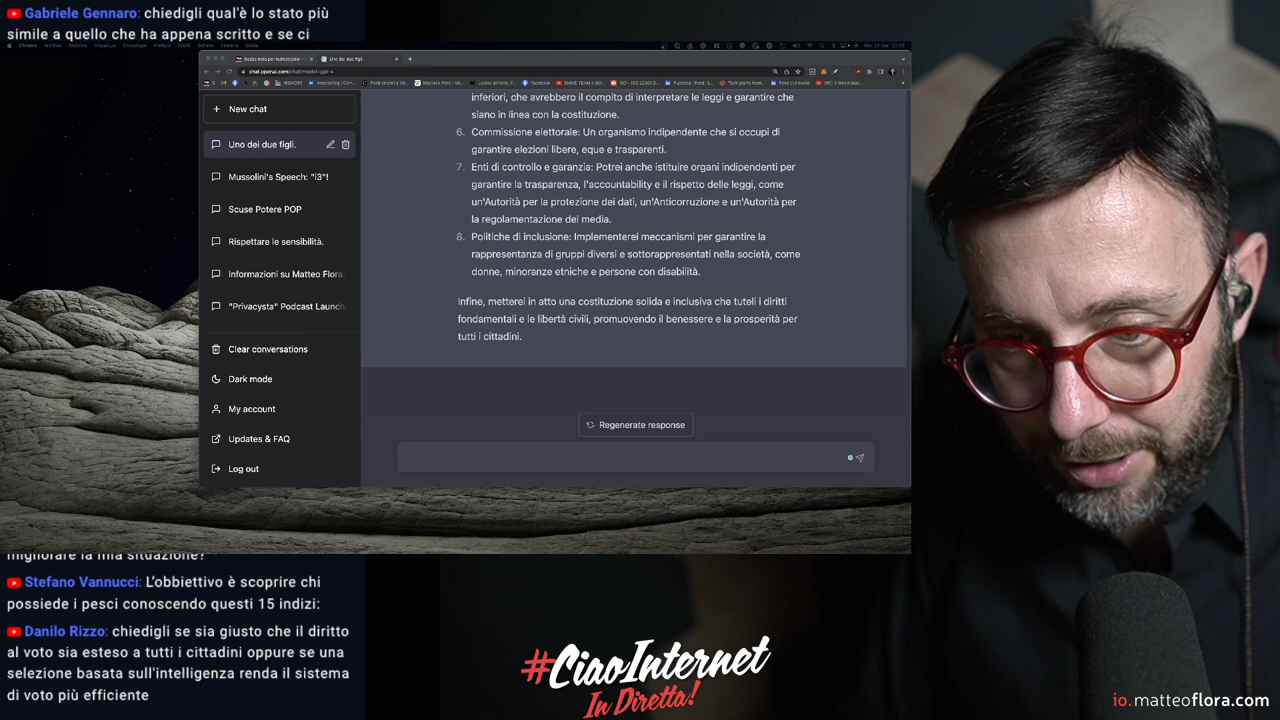 Gabriele Gennaro: chiedigli qual'è lo stato più
simile a quello che ha appena scritto e se ci
New chat
Uno dei due figli.
Mussolini's Speech: "i3"!
Scuse Potere POP
Rispettare le sensibilità.
Informazioni su Matteo Flora.
"Privacysta" Podcast Launch
Clear conversations
Dark mode
My account
Updates & FAQ
Log out
chat.openai.com/chat?model=gpt-4
inferiori, che avrebbero il compito di interpretare le leggi e garantire che
siano in linea con la costituzione.
6. Commissione elettorale: Un organismo indipendente che si occupi di
garantire elezioni libere, eque e trasparenti.
7. Enti di controllo e garanzia: Potrei anche istituire organi indipendenti per
garantire la trasparenza, l'accountability e il rispetto delle leggi, come
un'Autorità per la protezione dei dati, un'Anticorruzione e un'Autorità per
la regolamentazione dei media.
8. Politiche di inclusione: Implementerei meccanismi per garantire la
rappresentanza di gruppi diversi e sottorappresentati nella società, come
donne, minoranze etniche e persone con disabilità.
Infine, metterei in atto una costituzione solida e inclusiva che tuteli i diritti
fondamentali e le libertà civili, promuovendo il benessere e la prosperità per
tutti i cittadini.
Regenerate response
migliorare la mia situazione?
Stefano Vannucci: L'obbiettivo è scoprire chi
possiede i pesci conoscendo questi 15 indizi:
Danilo Rizzo: chiedigli se sia giusto che il diritto
al voto sia esteso a tutti i cittadini oppure se una
selezione basata sull'intelligenza renda il sistema
di voto più efficiente
#CiaoInternet
In Diretta!
io.matteoflora.com